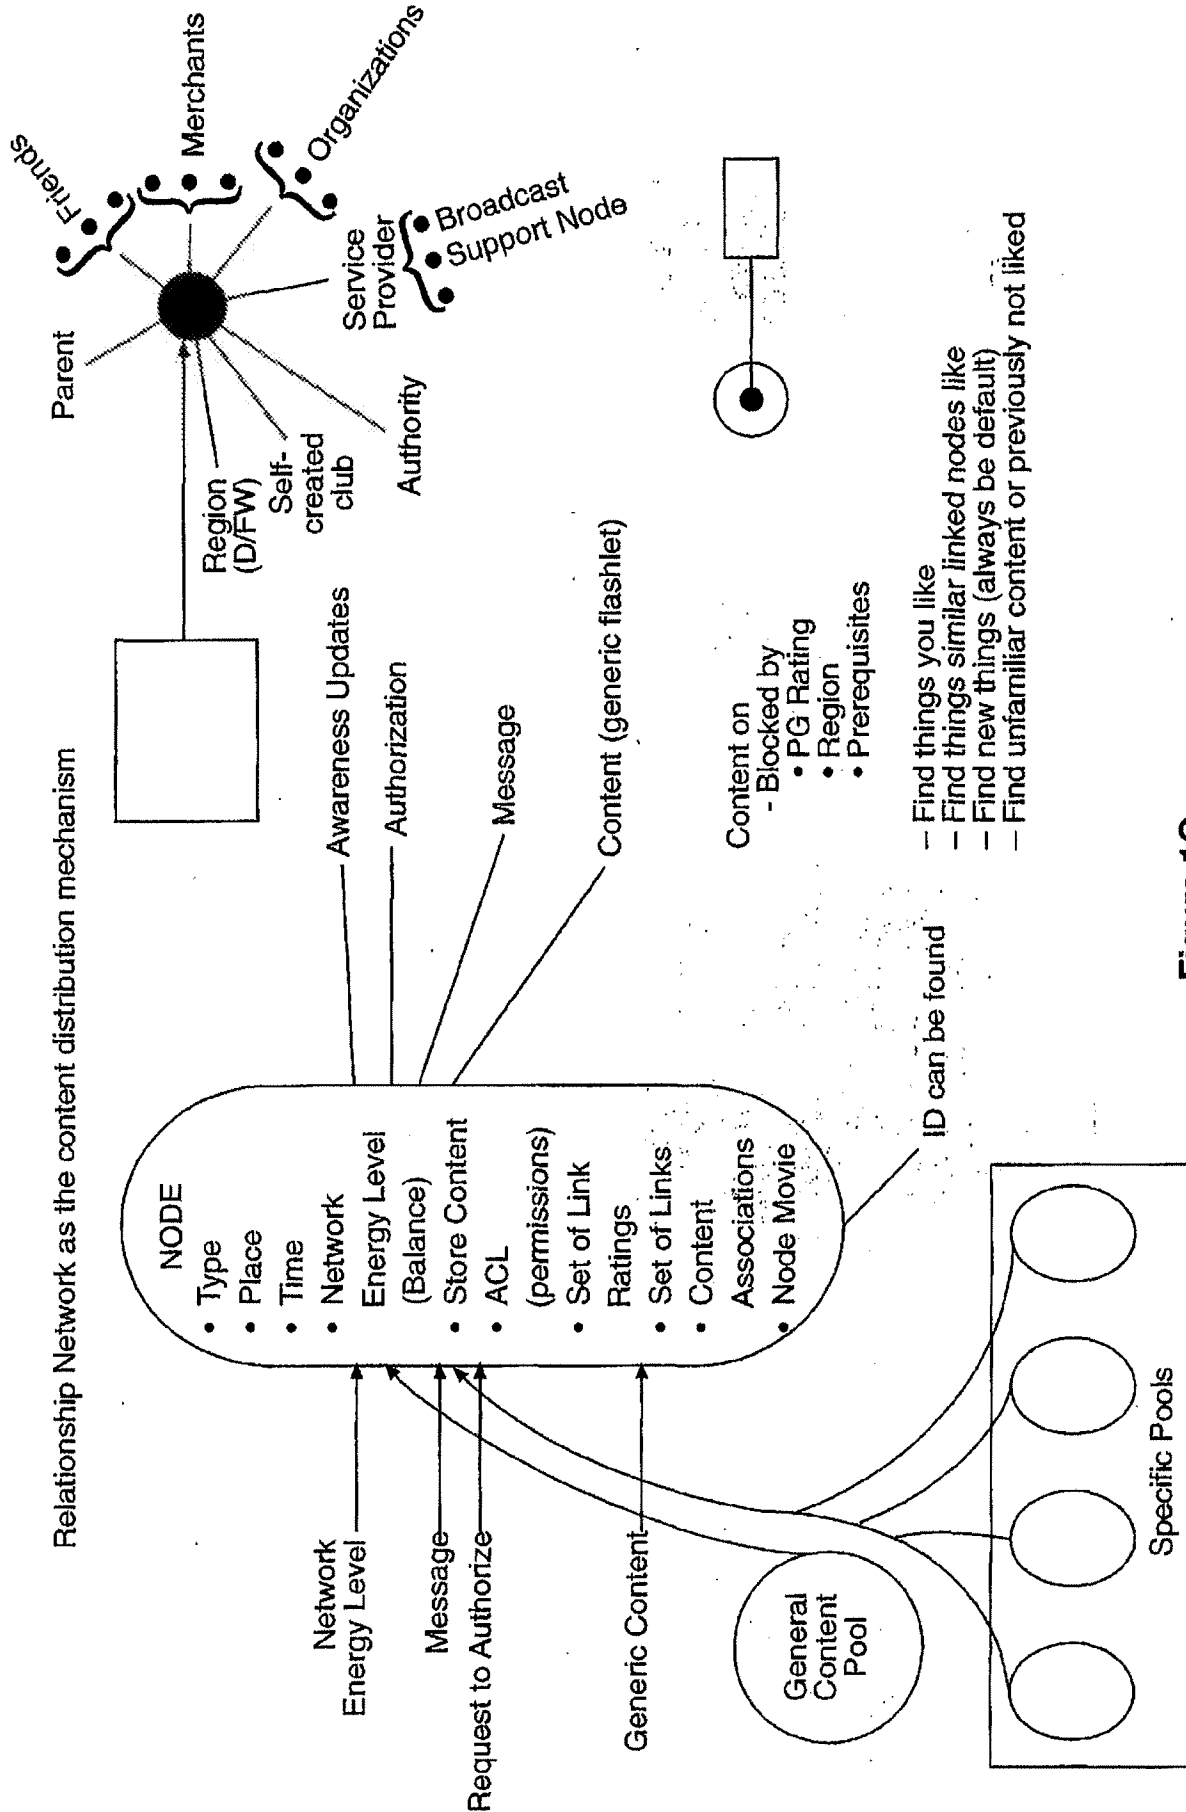 Relationship Network as the content distribution mechanism
NODE
• Type
• Place
• Time
• Network
Energy Level
(Balance)
• Store Content
• ACL
(permissions)
• Set of Link
Ratings
• Set of Links
• Content
Associations
• Node Movie
Network
Energy Level
Message
Request to Authorize
Generic Content
General
Content
Pool
Specific Pools
ID can be found
Awareness Updates
Authorization
Message
Content (generic flashlet)
Parent
Friends
Merchants
Organizations
Service
Provider
Broadcast
Support Node
Region
(D/FW)
Self-
created
club
Authority
Content on
- Blocked by
• PG Rating
• Region
• Prerequisites
– Find things you like
– Find things similar linked nodes like
– Find new things (always be default)
– Find unfamiliar content or previously not liked